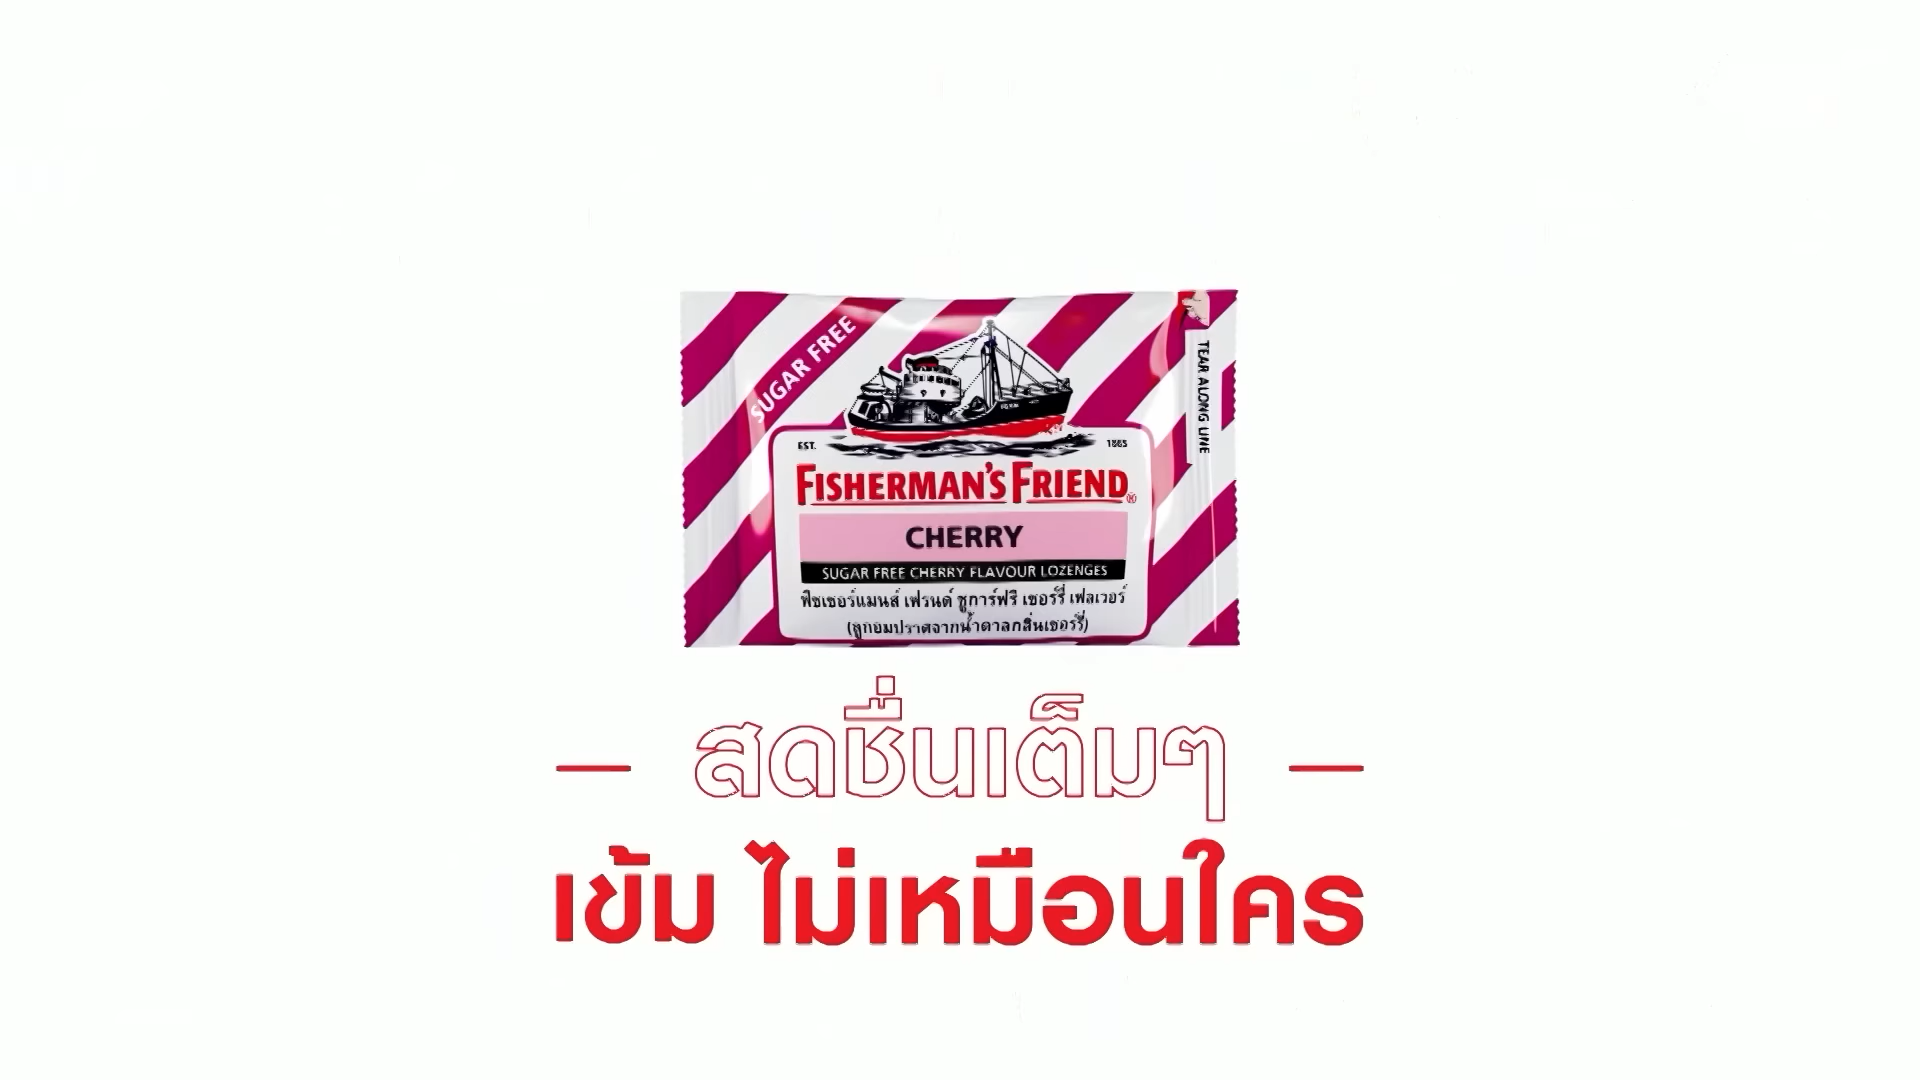 SUGAR FREE
TEAR ALONG LINE
EST. 1865
FISHERMAN'S FRIEND®
CHERRY
SUGAR FREE CHERRY FLAVOUR LOZENGES
ฟิชเชอร์แมนส์ เฟรนด์ ชูการ์ฟรี เชอร์รี่ เฟลเวอร์
(ลูกอมปราศจากน้ำตาลกลิ่นเชอร์รี่)
สดชื่นเต็มๆ
เข้ม ไม่เหมือนใคร